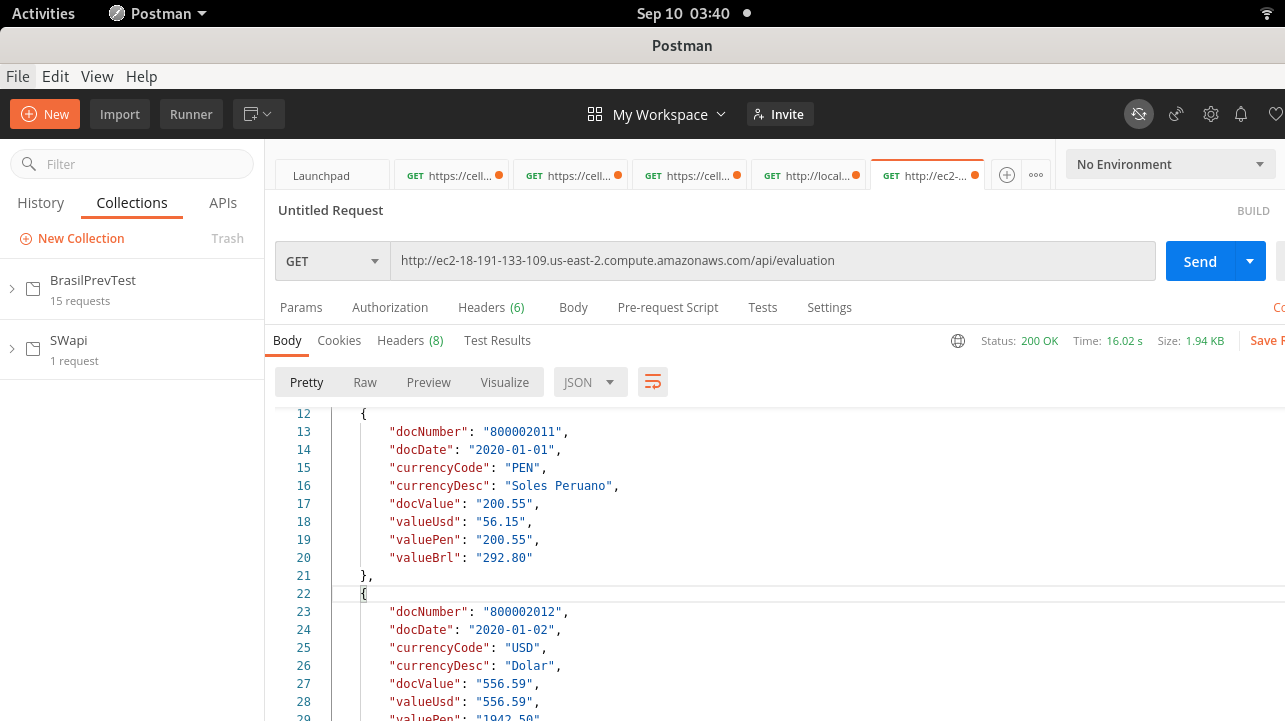 Activities Postman Sep 10 03:40
Postman
File Edit View Help
New Import Runner My Workspace Invite
Filter
History Collections APIs
New Collection Trash
BrasilPrevTest
15 requests
SWapi
1 request
Launchpad GET https://cell... GET https://cell... GET https://cell... GET http://local... GET http://ec2-... No Environment
Untitled Request BUILD
GET http://ec2-18-191-133-109.us-east-2.compute.amazonaws.com/api/evaluation Send
Params Authorization Headers (6) Body Pre-request Script Tests Settings Co
Body Cookies Headers (8) Test Results Status: 200 OK Time: 16.02 s Size: 1.94 KB Save R
Pretty Raw Preview Visualize JSON
12 {
13 "docNumber": "800002011",
14 "docDate": "2020-01-01",
15 "currencyCode": "PEN",
16 "currencyDesc": "Soles Peruano",
17 "docValue": "200.55",
18 "valueUsd": "56.15",
19 "valuePen": "200.55",
20 "valueBrl": "292.80"
21 },
22 {
23 "docNumber": "800002012",
24 "docDate": "2020-01-02",
25 "currencyCode": "USD",
26 "currencyDesc": "Dolar",
27 "docValue": "556.59",
28 "valueUsd": "556.59",
29 "valuePen": "1942.50"